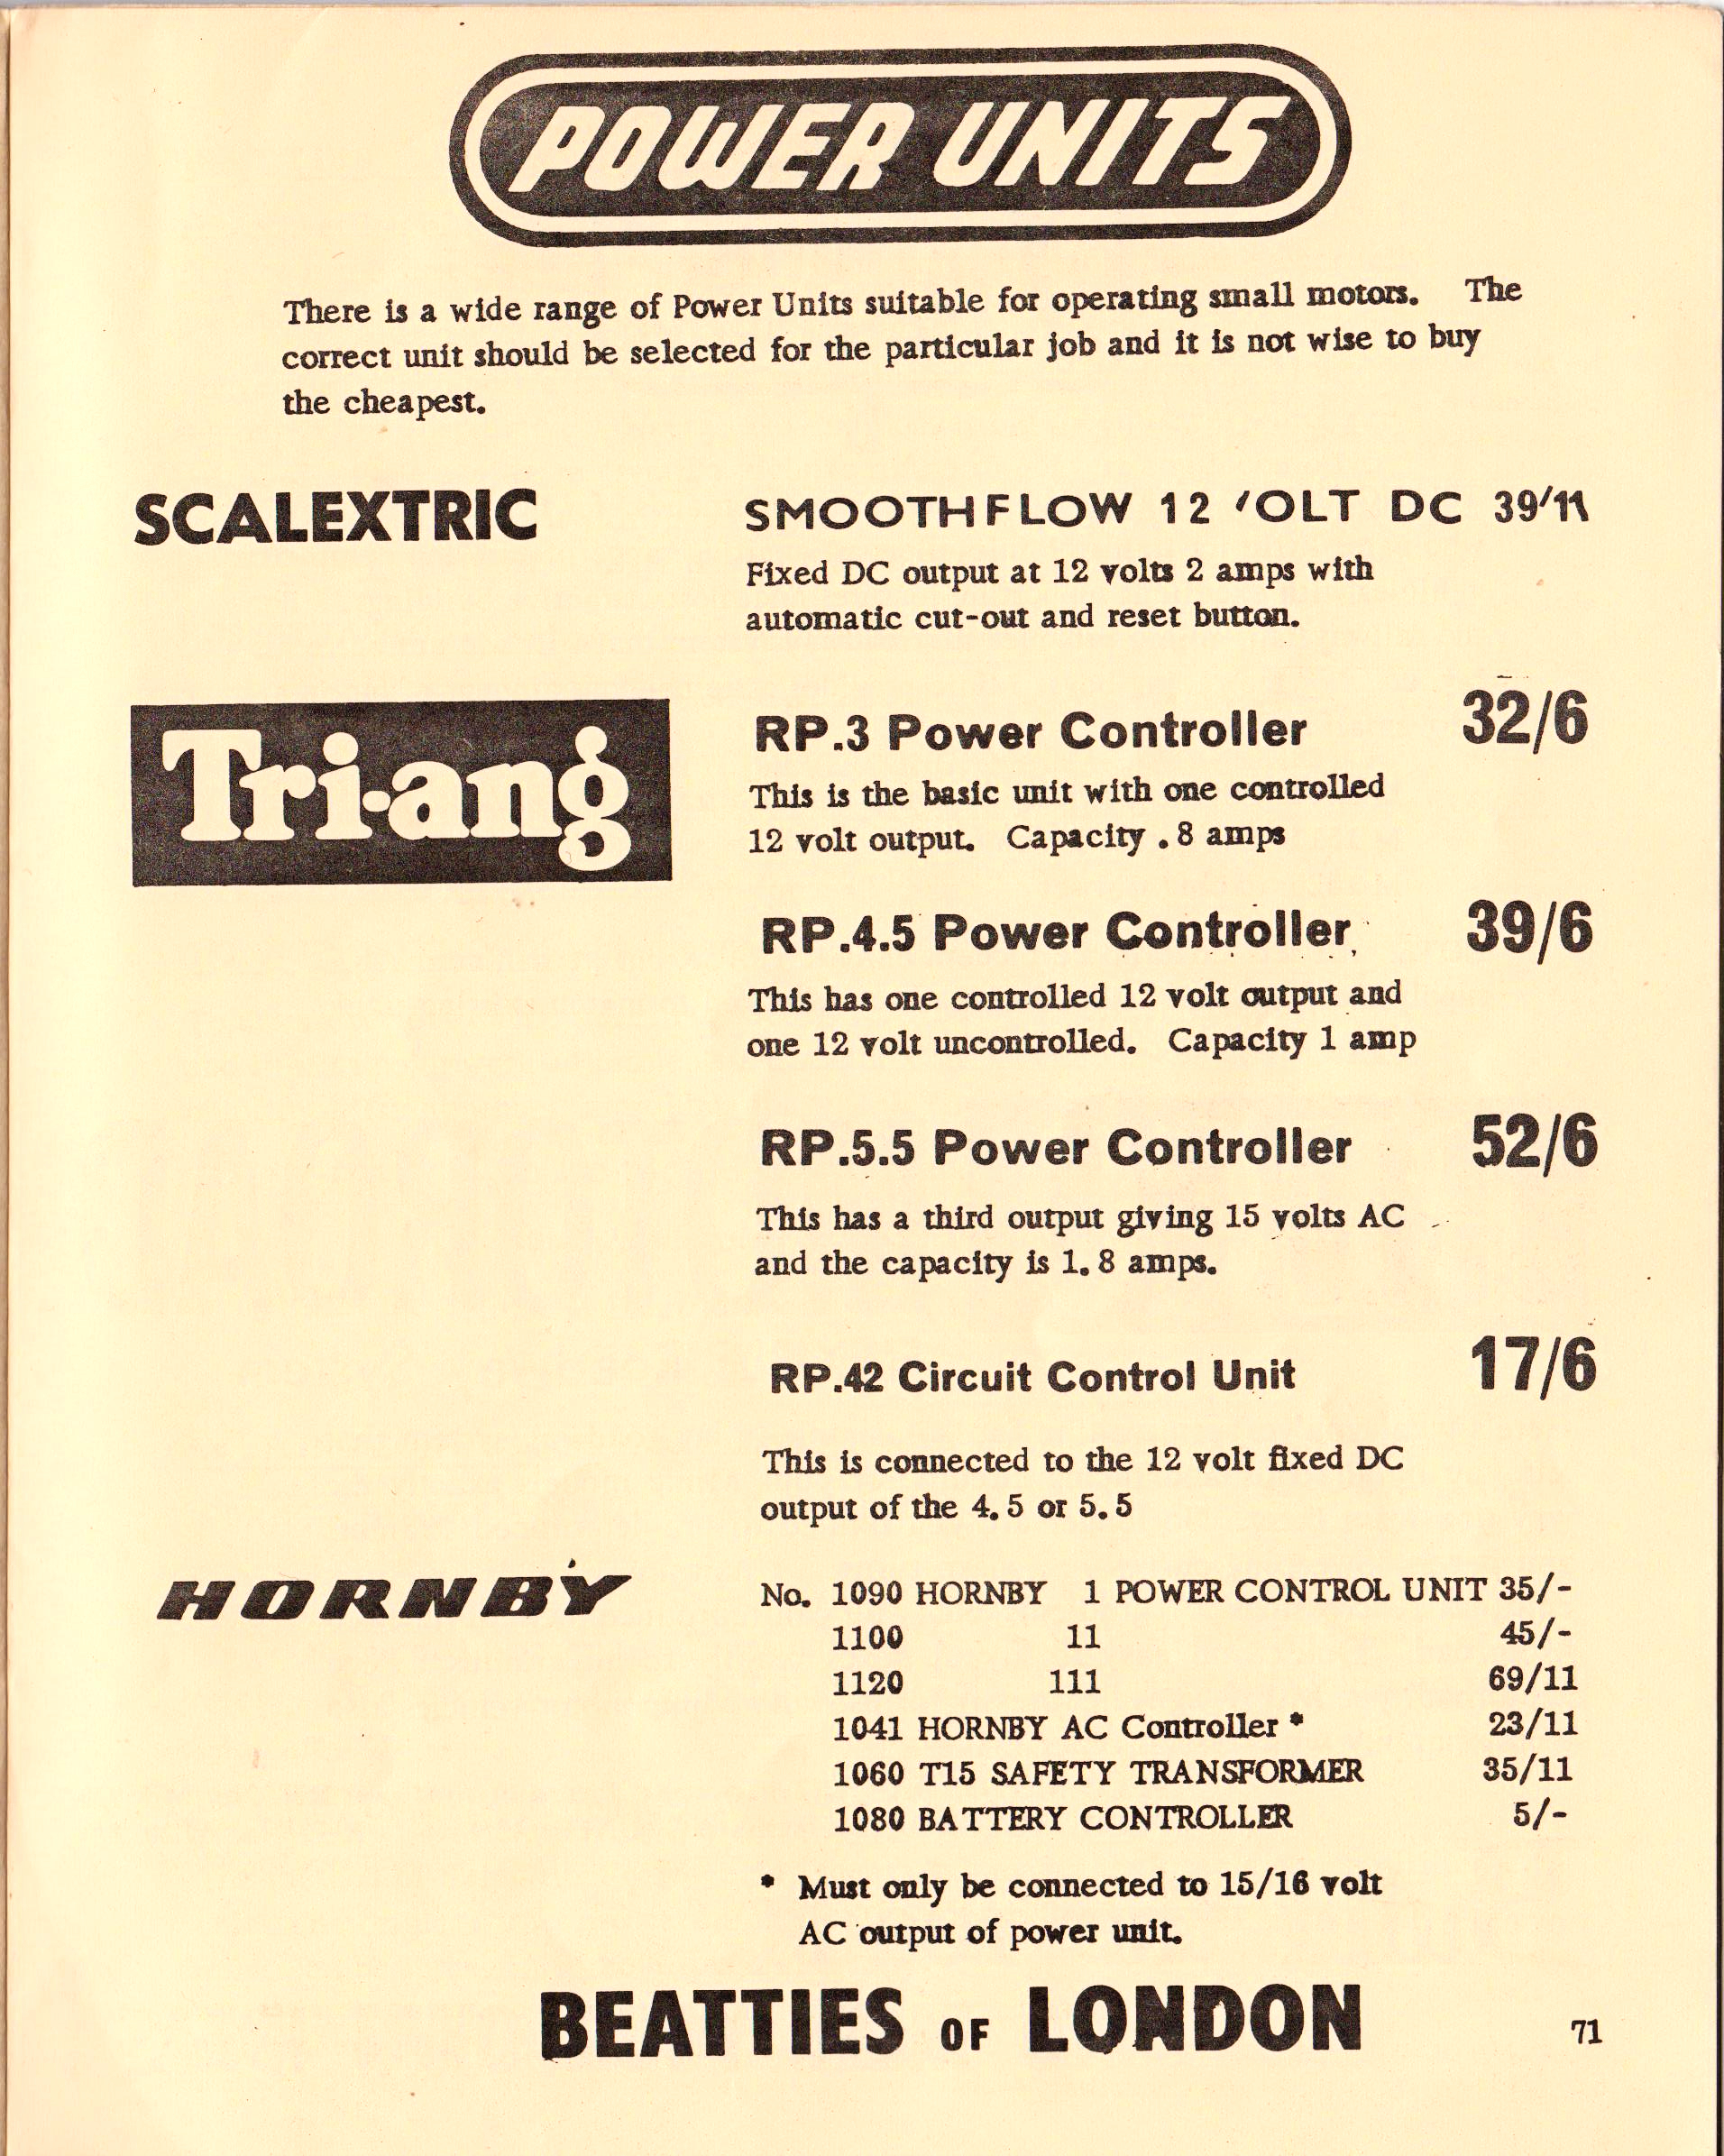 POWER UNITS
There is a wide range of Power Units suitable for operating small motors. The
correct unit should be selected for the particular job and it is not wise to buy
the cheapest.
SCALEXTRIC
SMOOTHFLOW 12 'OLT DC 39/11
Fixed DC output at 12 volts 2 amps with
automatic cut-out and reset button.
Tri-ang
RP.3 Power Controller 32/6
This is the basic unit with one controlled
12 volt output. Capacity .8 amps
RP.4.5 Power Controller 39/6
This has one controlled 12 volt output and
one 12 volt uncontrolled. Capacity 1 amp
RP.5.5 Power Controller 52/6
This has a third output giving 15 volts AC
and the capacity is 1.8 amps.
RP.42 Circuit Control Unit 17/6
This is connected to the 12 volt fixed DC
output of the 4.5 or 5.5
HORNBY
No. 1090 HORNBY 1 POWER CONTROL UNIT 35/-
1100 11 45/-
1120 111 69/11
1041 HORNBY AC Controller * 23/11
1060 T15 SAFETY TRANSFORMER 35/11
1080 BATTERY CONTROLLER 5/-
* Must only be connected to 15/16 volt
AC output of power unit.
BEATTIES OF LONDON
71